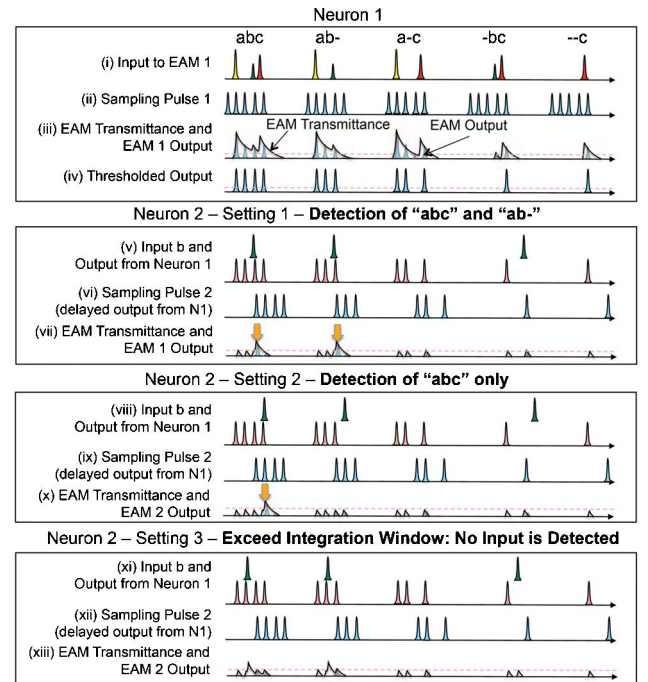 Neuron 1
abc ab- a-c -bc --c
(i) Input to EAM 1
(ii) Sampling Pulse 1
(iii) EAM Transmittance and
EAM 1 Output
EAM Transmittance
EAM Output
(iv) Thresholded Output
Neuron 2 – Setting 1 – Detection of “abc” and “ab-”
(v) Input b and
Output from Neuron 1
(vi) Sampling Pulse 2
(delayed output from N1)
(vii) EAM Transmittance and
EAM 1 Output
Neuron 2 – Setting 2 – Detection of “abc” only
(viii) Input b and
Output from Neuron 1
(ix) Sampling Pulse 2
(delayed output from N1)
(x) EAM Transmittance and
EAM 2 Output
Neuron 2 – Setting 3 – Exceed Integration Window: No Input is Detected
(xi) Input b and
Output from Neuron 1
(xii) Sampling Pulse 2
(delayed output from N1)
(xiii) EAM Transmittance and
EAM 2 Output